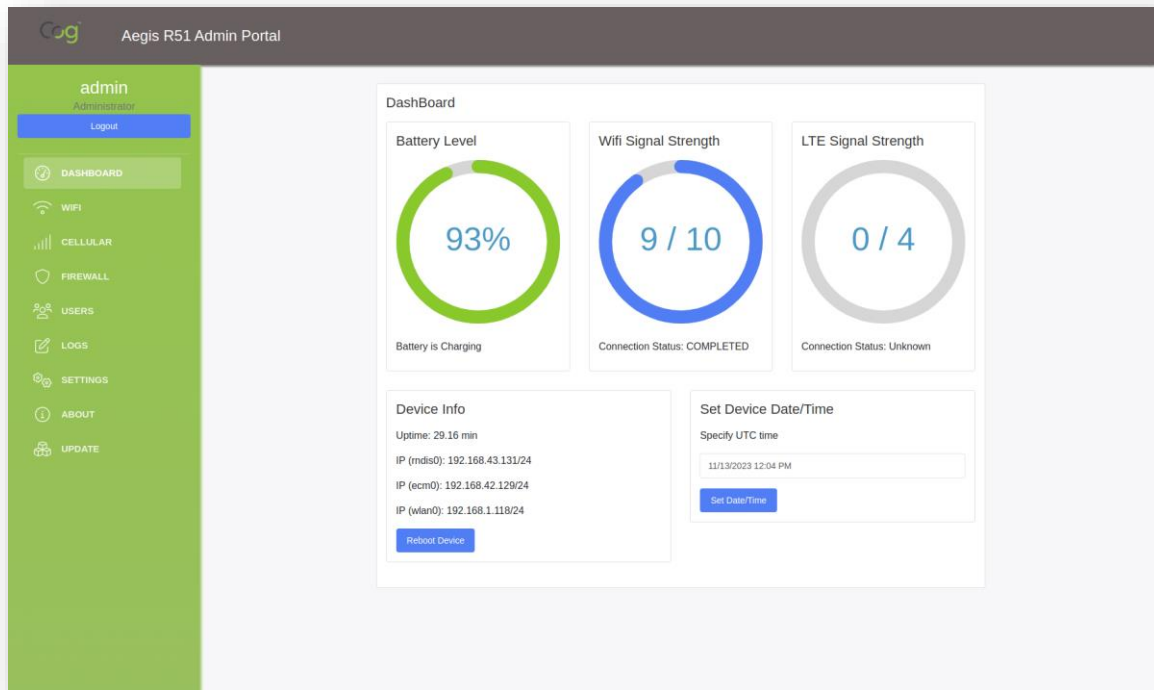 Cog
Aegis R51 Admin Portal
admin
Administrator
Logout
DASHBOARD
WIFI
CELLULAR
FIREWALL
USERS
LOGS
SETTINGS
ABOUT
UPDATE
DashBoard
Battery Level
93%
Battery is Charging
Wifi Signal Strength
9 / 10
Connection Status: COMPLETED
LTE Signal Strength
0 / 4
Connection Status: Unknown
Device Info
Uptime: 29.16 min
IP (rndis0): 192.168.43.131/24
IP (ecm0): 192.168.42.129/24
IP (wlan0): 192.168.1.118/24
Reboot Device
Set Device Date/Time
Specify UTC time
11/13/2023 12:04 PM
Set Date/Time